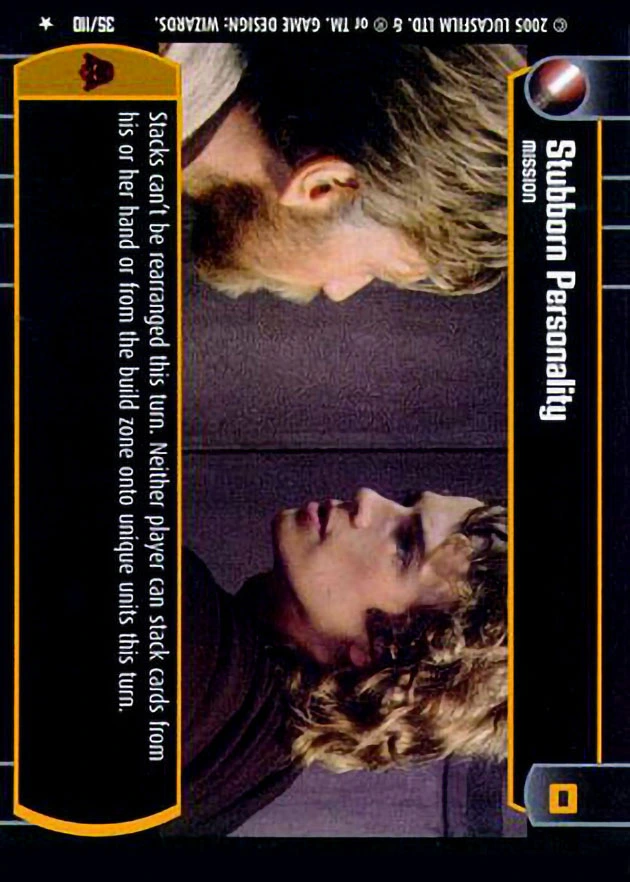 Stubborn Personality
MISSION
0
Stacks can't be rearranged this turn. Neither player can stack cards from
his or her hand or from the build zone onto unique units this turn.
© 2005 LUCASFILM LTD. & ® or TM. GAME DESIGN: WIZARDS.
35/110 ★